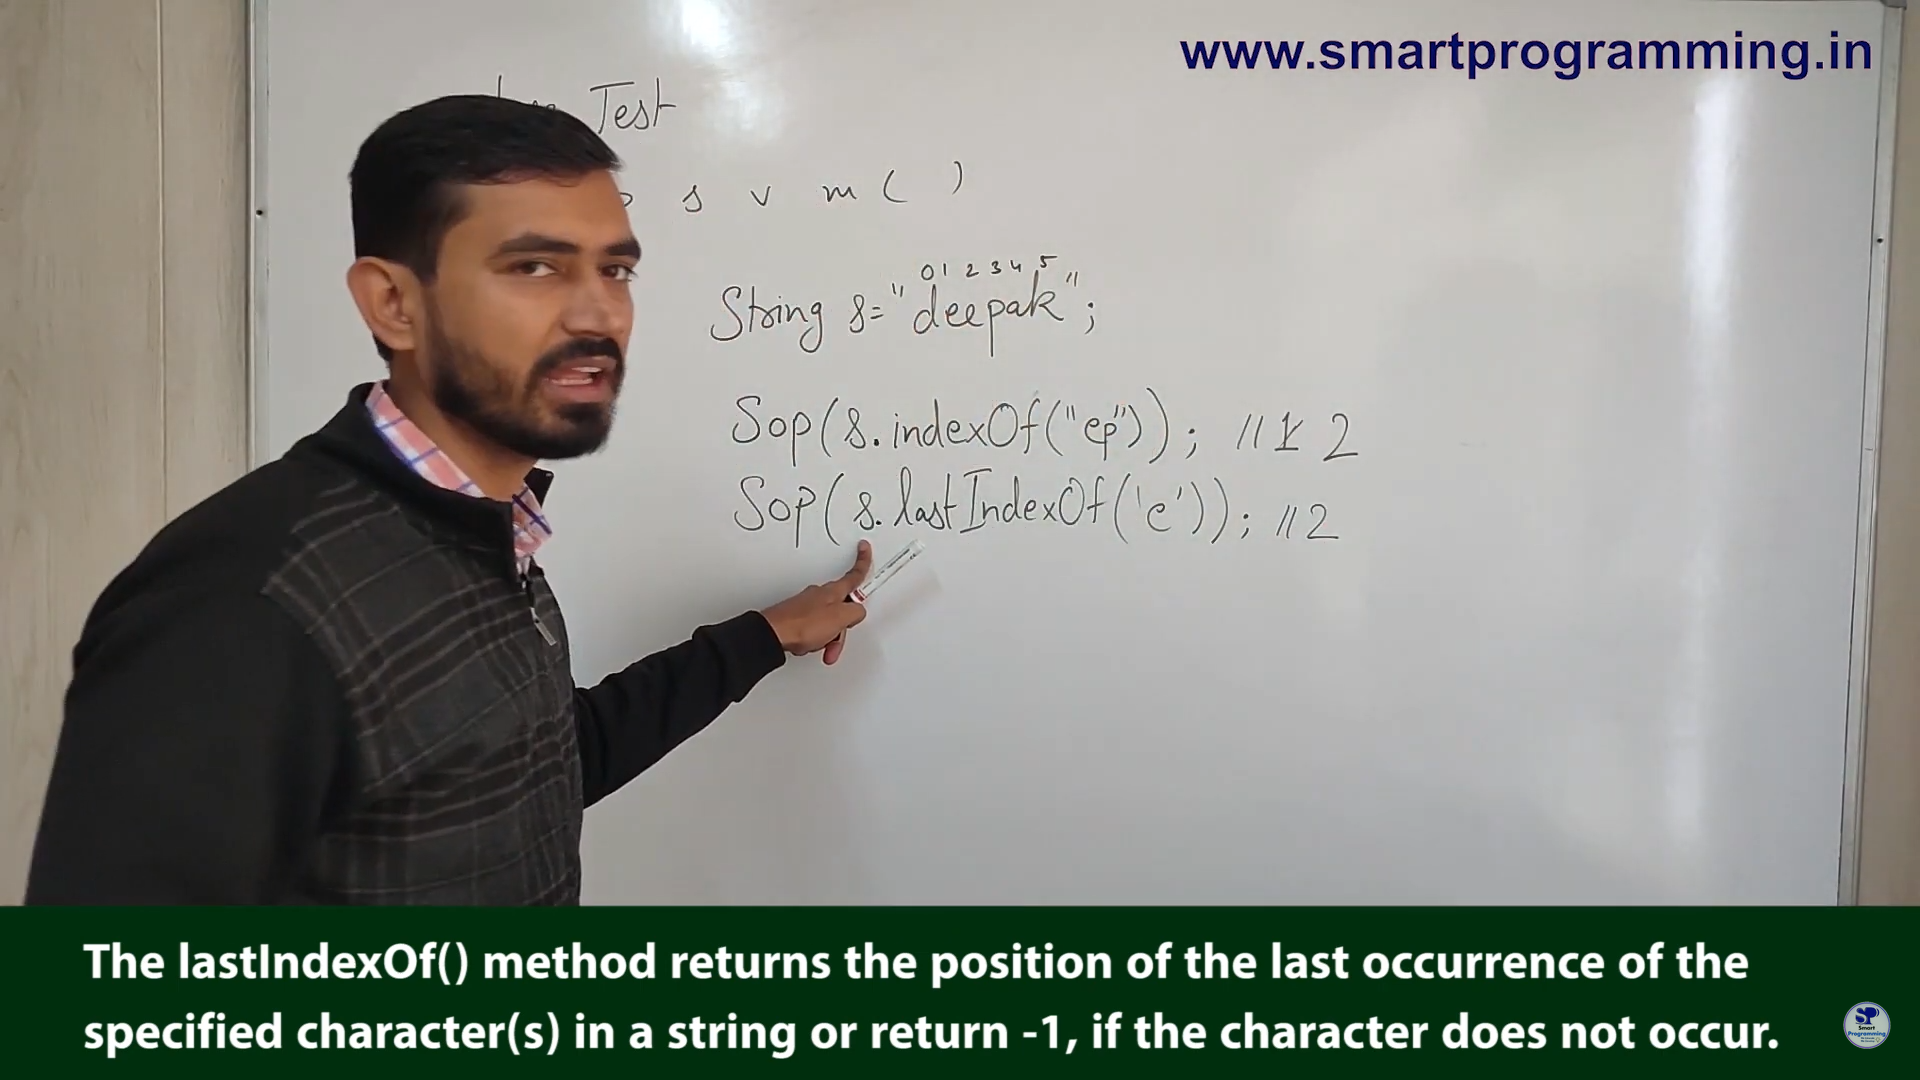 www.smartprogramming.in
Test
s v m ( )
0 1 2 3 4 5
String s= "deepak";
Sop(s.indexOf("ep")); //1 2
Sop(s.lastIndexOf('e')); //2
The lastIndexOf() method returns the position of the last occurrence of the
specified character(s) in a string or return -1, if the character does not occur.
SP
Smart
Programming